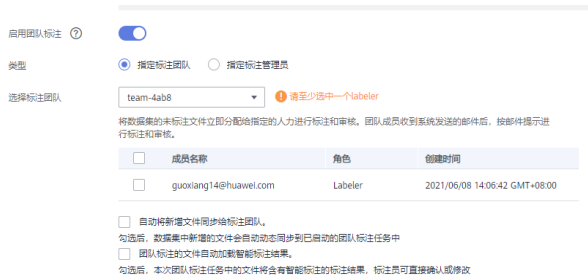 启用团队标注 ?
类型 指定标注团队 指定标注管理员
选择标注团队 team-4ab8 请至少选中一个labeler
将数据集的未标注文件立即分配给指定的人力进行标注和审核。团队成员收到系统发送的邮件后，按邮件提示进
行标注和审核。
成员名称 角色 创建时间
guoxiang14@huawei.com Labeler 2021/06/08 14:06:42 GMT+08:00
自动将新增文件同步给标注团队。
勾选后，数据集中新增的文件会自动动态同步到已启动的团队标注任务中
团队标注的文件自动加载智能标注结果。
勾选后，本次团队标注任务中的文件将含有智能标注的标注结果，标注员可直接确认或修改